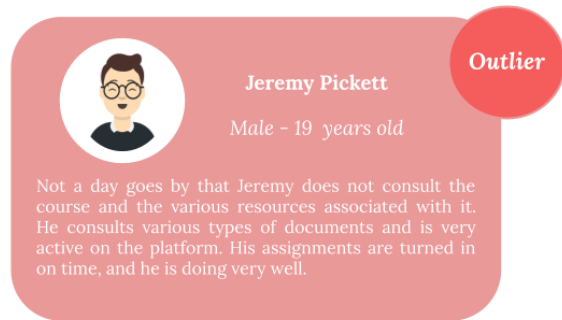 Outlier
Jeremy Pickett
Male - 19 years old
Not a day goes by that Jeremy does not consult the
course and the various resources associated with it.
He consults various types of documents and is very
active on the platform. His assignments are turned in
on time, and he is doing very well.